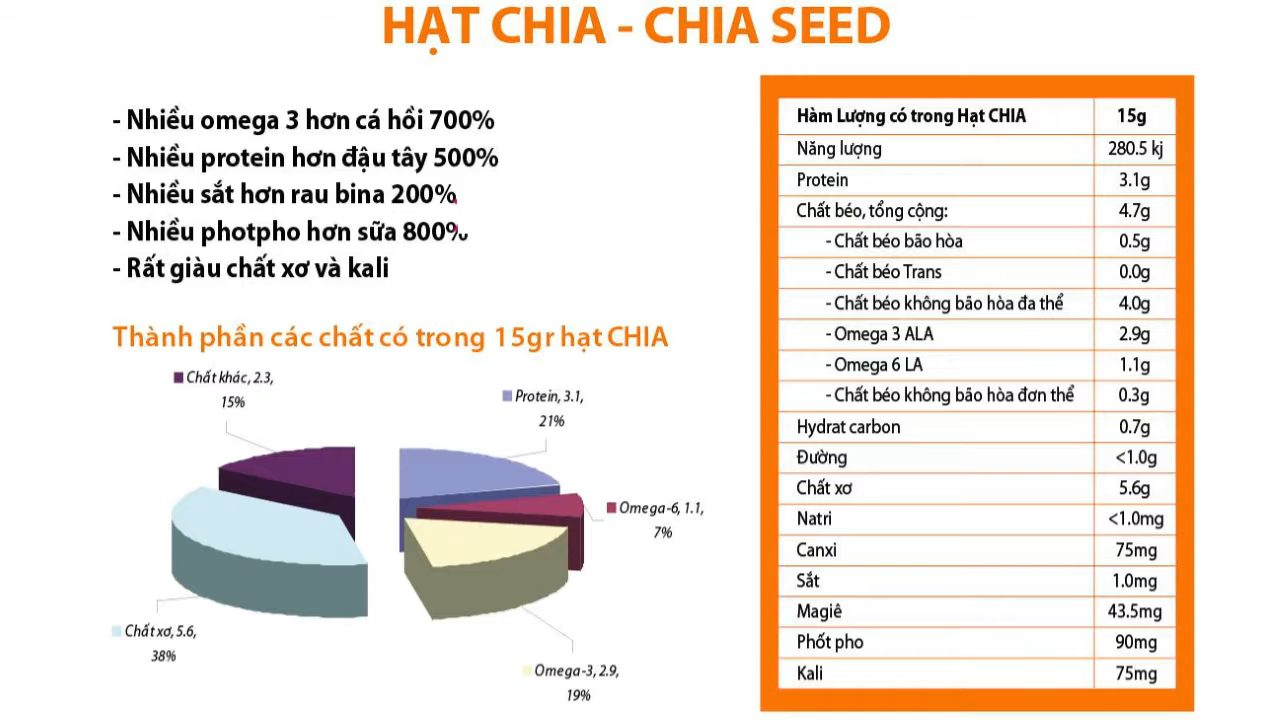 HẠT CHIA - CHIA SEED
- Nhiều omega 3 hơn cá hồi 700%
- Nhiều protein hơn đậu tây 500%
- Nhiều sắt hơn rau bina 200%
- Nhiều photpho hơn sữa 800%
- Rất giàu chất xơ và kali
Thành phần các chất có trong 15gr hạt CHIA
Chất khác, 2.3,
15%
Protein, 3.1,
21%
Omega-6, 1.1,
7%
Chất xơ, 5.6,
38%
Omega-3, 2.9,
19%
Hàm Lượng có trong Hạt CHIA 15g
Năng lượng 280.5 kj
Protein 3.1g
Chất béo, tổng cộng: 4.7g
- Chất béo bão hòa 0.5g
- Chất béo Trans 0.0g
- Chất béo không bão hòa đa thể 4.0g
- Omega 3 ALA 2.9g
- Omega 6 LA 1.1g
- Chất béo không bão hòa đơn thể 0.3g
Hydrat carbon 0.7g
Đường <1.0g
Chất xơ 5.6g
Natri <1.0mg
Canxi 75mg
Sắt 1.0mg
Magiê 43.5mg
Phốt pho 90mg
Kali 75mg